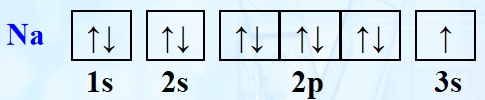 Na ↑↓ ↑↓ ↑↓ ↑↓ ↑↓ ↑
1s 2s 2p 3s